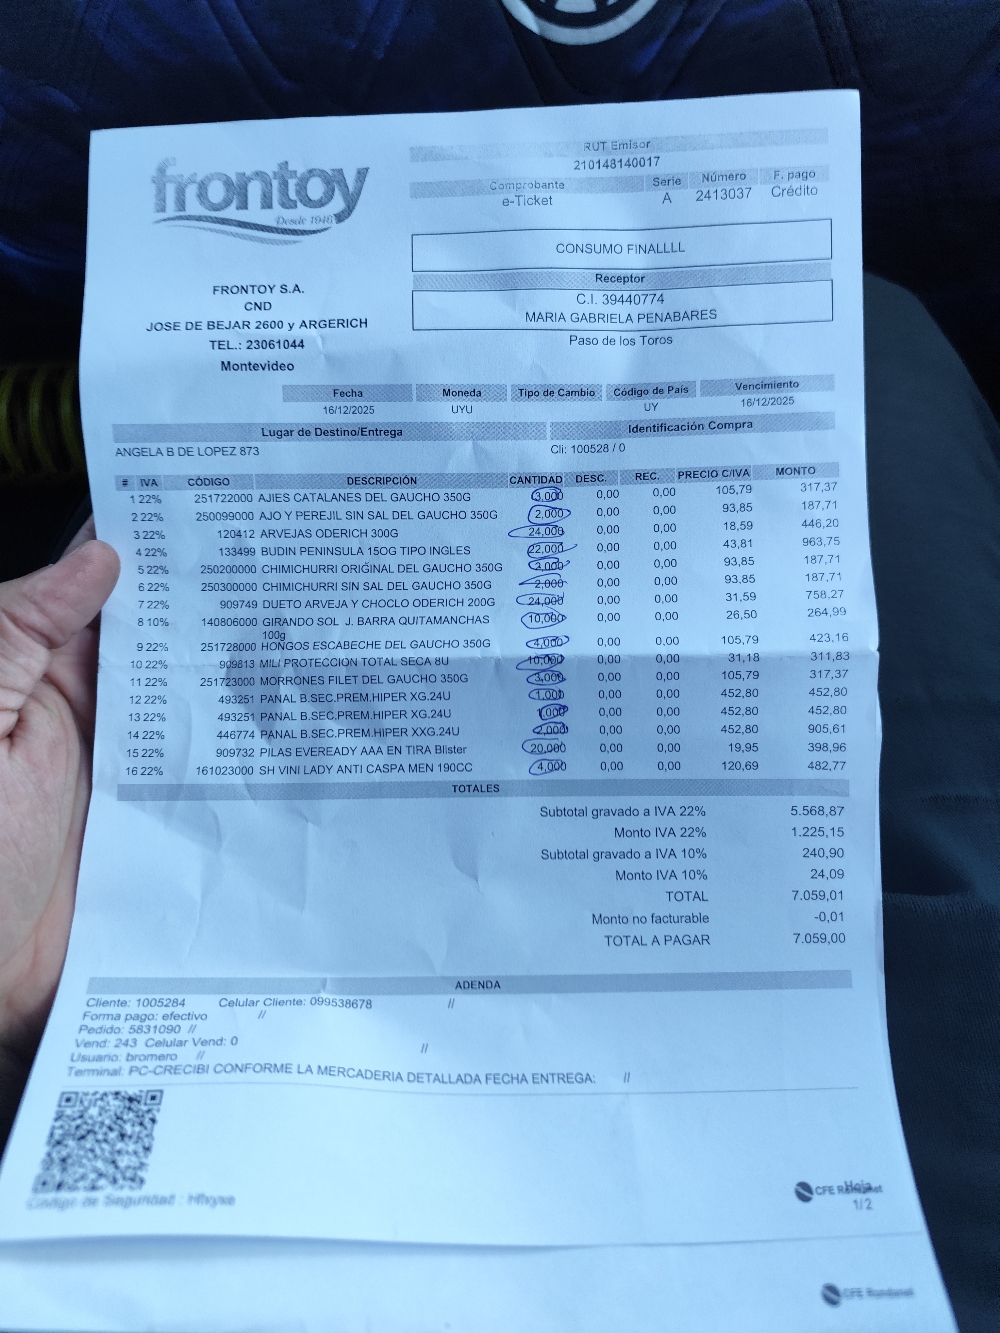 frontoy
Desde 1946
RUT Emisor
210148140017
Comprobante Serie Número F. pago
e-Ticket A 2413037 Crédito
CONSUMO FINALLLL
Receptor
C.I. 39440774
MARIA GABRIELA PENABARES
Paso de los Toros
FRONTOY S.A.
CND
JOSE DE BEJAR 2600 y ARGERICH
TEL.: 23061044
Montevideo
Fecha Moneda Tipo de Cambio Código de País Vencimiento
16/12/2025 UYU UY 16/12/2025
Lugar de Destino/Entrega Identificación Compra
ANGELA B DE LOPEZ 873 Cli: 100528 / 0
# IVA CÓDIGO DESCRIPCIÓN CANTIDAD DESC. REC. PRECIO C/IVA MONTO
1 22% 251722000 AJIES CATALANES DEL GAUCHO 350G 3,000 0,00 0,00 105,79 317,37
2 22% 250099000 AJO Y PEREJIL SIN SAL DEL GAUCHO 350G 2,000 0,00 0,00 93,85 187,71
3 22% 120412 ARVEJAS ODERICH 300G 24,000 0,00 0,00 18,59 446,20
4 22% 133499 BUDIN PENINSULA 15OG TIPO INGLES 22,000 0,00 0,00 43,81 963,75
5 22% 250200000 CHIMICHURRI ORIGINAL DEL GAUCHO 350G 2,000 0,00 0,00 93,85 187,71
6 22% 250300000 CHIMICHURRI SIN SAL DEL GAUCHO 350G 2,000 0,00 0,00 93,85 187,71
7 22% 909749 DUETO ARVEJA Y CHOCLO ODERICH 200G 24,000 0,00 0,00 31,59 758,27
8 10% 140806000 GIRANDO SOL J. BARRA QUITAMANCHAS 10,000 0,00 0,00 26,50 264,99
100g
9 22% 251728000 HONGOS ESCABECHE DEL GAUCHO 350G 4,000 0,00 0,00 105,79 423,16
10 22% 909813 MILI PROTECCION TOTAL SECA 8U 10,000 0,00 0,00 31,18 311,83
11 22% 251723000 MORRONES FILET DEL GAUCHO 350G 3,000 0,00 0,00 105,79 317,37
12 22% 493251 PANAL B.SEC.PREM.HIPER XG.24U 1,000 0,00 0,00 452,80 452,80
13 22% 493251 PANAL B.SEC.PREM.HIPER XG.24U 1,000 0,00 0,00 452,80 452,80
14 22% 446774 PANAL B.SEC.PREM.HIPER XXG.24U 2,000 0,00 0,00 452,80 905,61
15 22% 909732 PILAS EVEREADY AAA EN TIRA Blister 20,000 0,00 0,00 19,95 398,96
16 22% 161023000 SH VINI LADY ANTI CASPA MEN 190CC 4,000 0,00 0,00 120,69 482,77
TOTALES
Subtotal gravado a IVA 22% 5.568,87
Monto IVA 22% 1.225,15
Subtotal gravado a IVA 10% 240,90
Monto IVA 10% 24,09
TOTAL 7.059,01
Monto no facturable -0,01
TOTAL A PAGAR 7.059,00
ADENDA
Cliente: 1005284 Celular Cliente: 099538678 //
Forma pago: efectivo //
Pedido: 5831090 //
Vend: 243 Celular Vend: 0 //
Usuario: bromero //
Terminal: PC-CRECIBI CONFORME LA MERCADERIA DETALLADA FECHA ENTREGA: //
Código de Seguridad :
CFE Hoja
1/2
CFE Rondanet